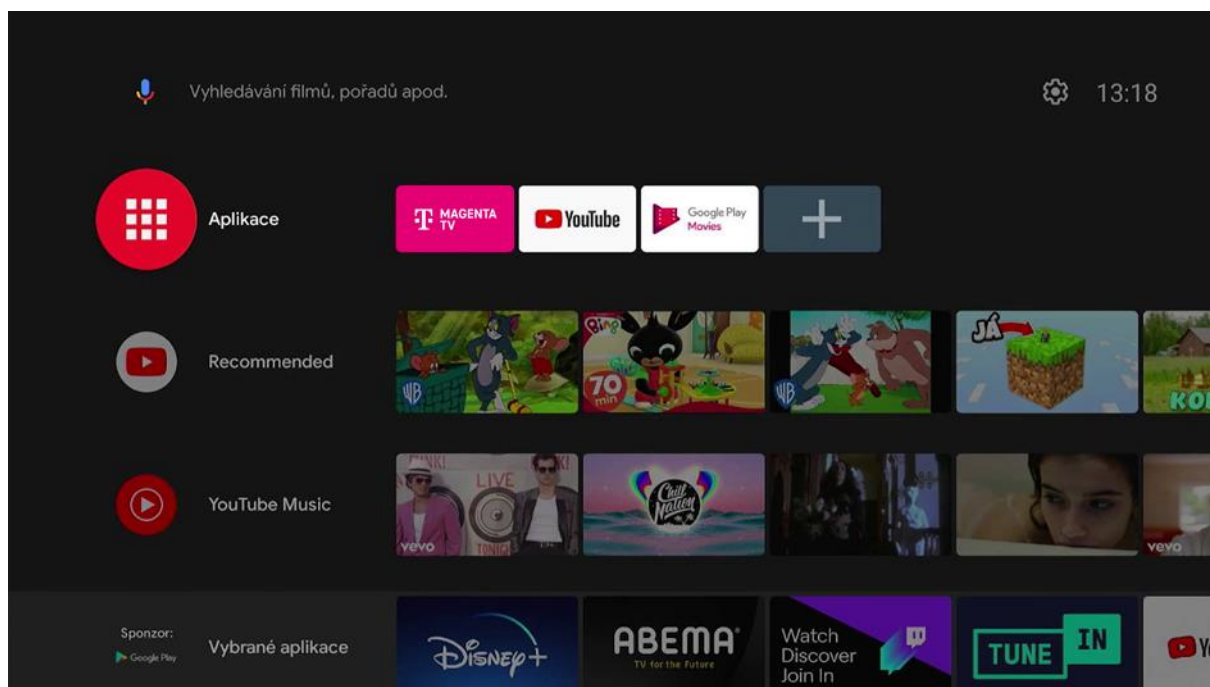 Vyhledávání filmů, pořadů apod.
13:18
Aplikace
MAGENTA
TV
YouTube
Google Play
Movies
Recommended
WB
Bing
70
min
WB
JÁ
YouTube Music
LIVE
vevo
Chill
Nation
vevo
Sponzor:
Google Play
Vybrané aplikace
Disney+
ABEMA
TV for the Future
Watch
Discover
Join In
TUNE IN